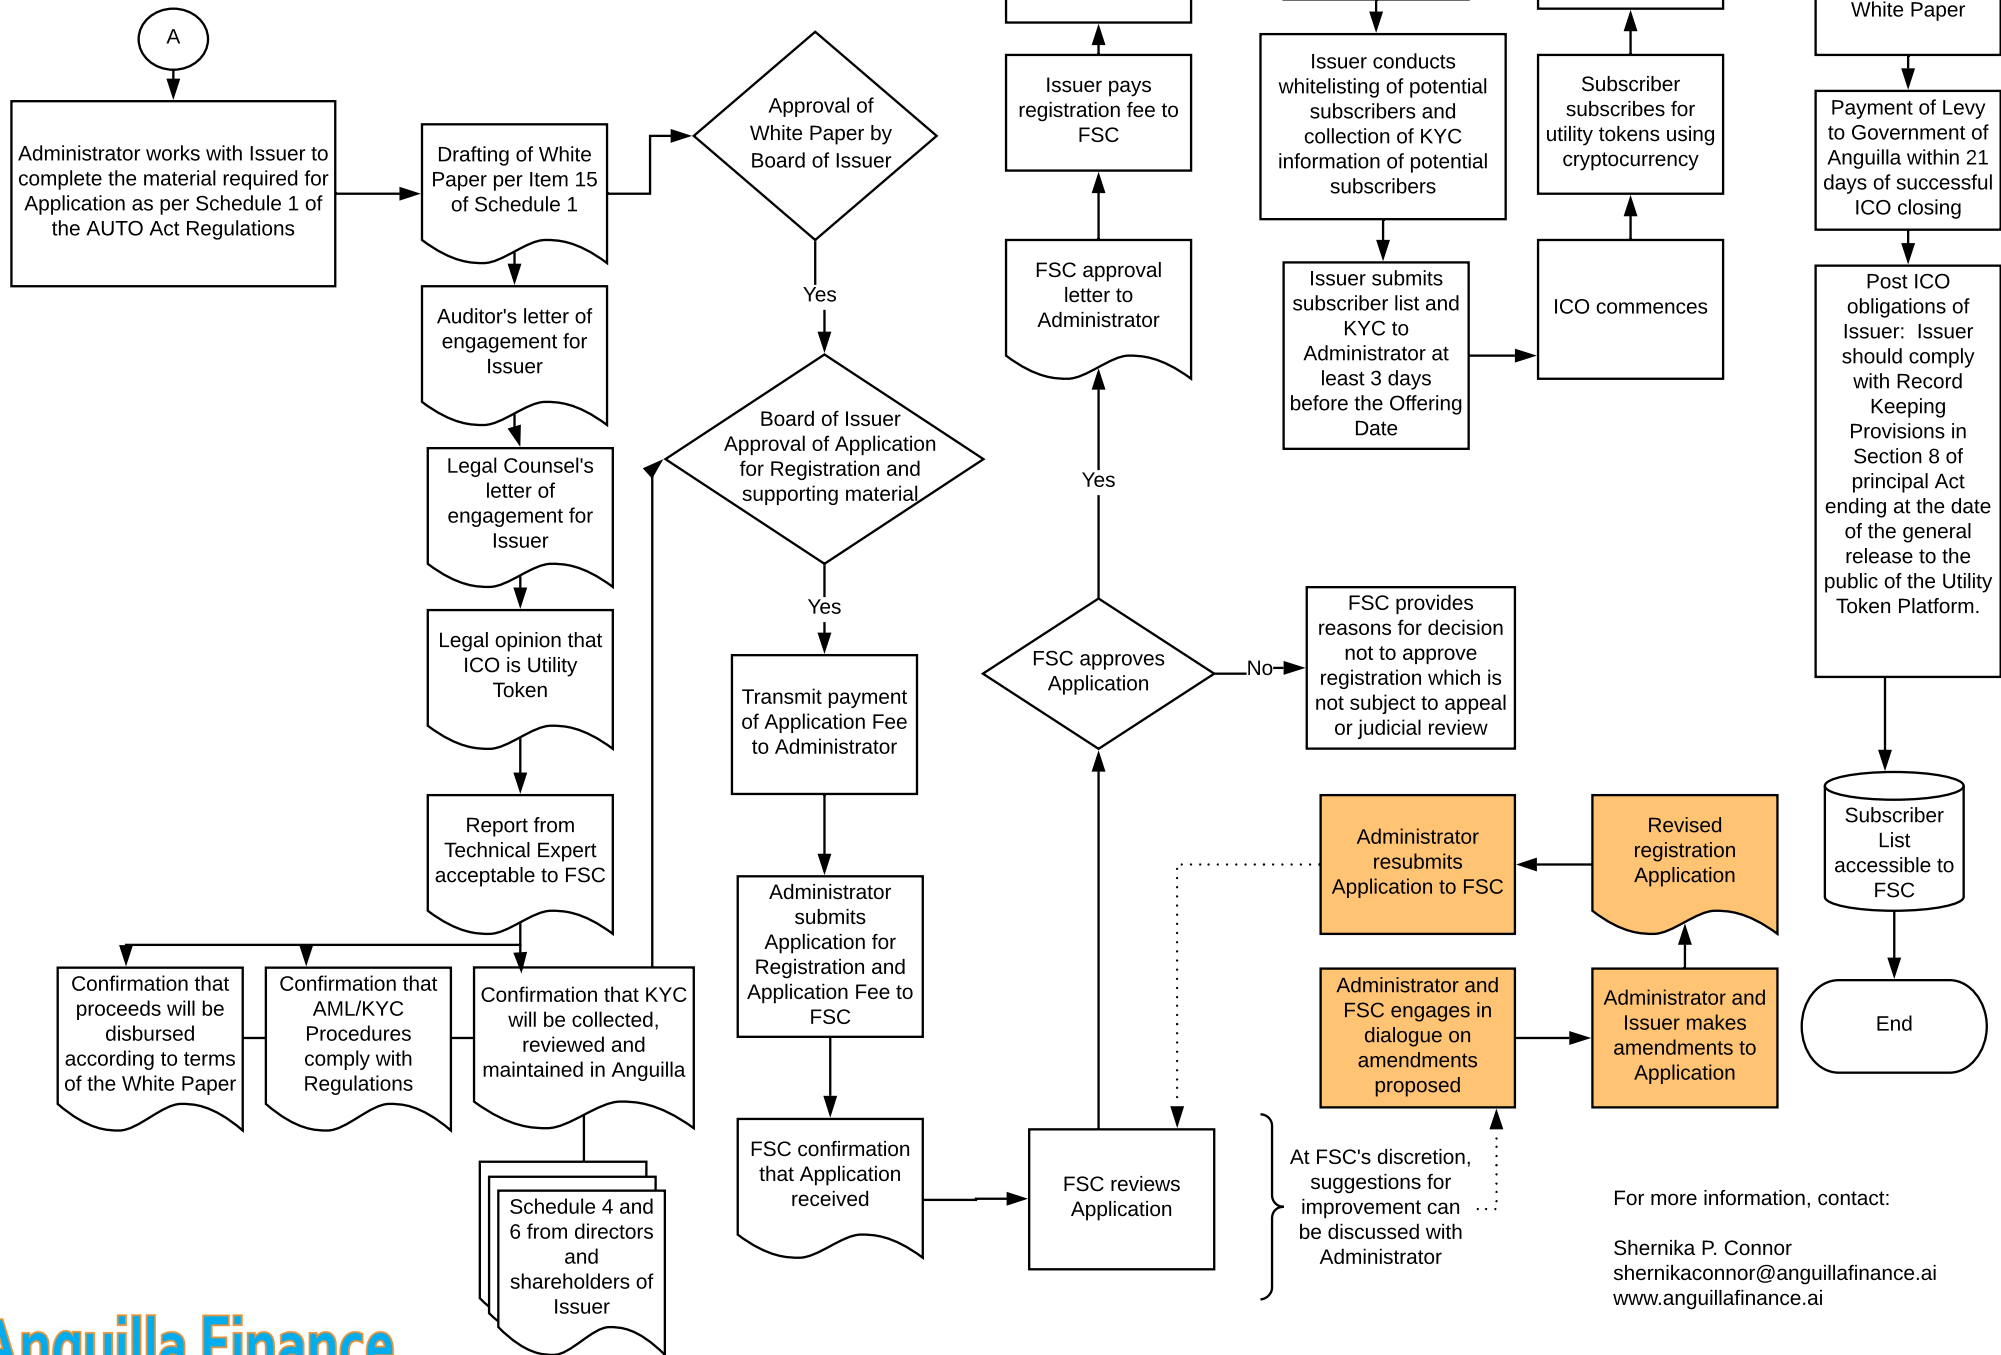 A
Administrator works with Issuer to
complete the material required for
Application as per Schedule 1 of
the AUTO Act Regulations
Drafting of White
Paper per Item 15
of Schedule 1
Auditor's letter of
engagement for
Issuer
Legal Counsel's
letter of
engagement for
Issuer
Legal opinion that
ICO is Utility
Token
Report from
Technical Expert
acceptable to FSC
Confirmation that
proceeds will be
disbursed
according to terms
of the White Paper
Confirmation that
AML/KYC
Procedures
comply with
Regulations
Confirmation that KYC
will be collected,
reviewed and
maintained in Anguilla
Schedule 4 and
6 from directors
and
shareholders of
Issuer
Approval of
White Paper by
Board of Issuer
Yes
Board of Issuer
Approval of Application
for Registration and
supporting material
Yes
Transmit payment
of Application Fee
to Administrator
Administrator
submits
Application for
Registration and
Application Fee to
FSC
FSC confirmation
that Application
received
FSC reviews
Application
FSC approves
Application
Yes
No
FSC approval
letter to
Administrator
Issuer pays
registration fee to
FSC
FSC provides
reasons for decision
not to approve
registration which is
not subject to appeal
or judicial review
At FSC's discretion,
suggestions for
improvement can
be discussed with
Administrator
Administrator and
FSC engages in
dialogue on
amendments
proposed
Administrator and
Issuer makes
amendments to
Application
Revised
registration
Application
Administrator
resubmits
Application to FSC
Issuer conducts
whitelisting of potential
subscribers and
collection of KYC
information of potential
subscribers
Issuer submits
subscriber list and
KYC to
Administrator at
least 3 days
before the Offering
Date
ICO commences
Subscriber
subscribes for
utility tokens using
cryptocurrency
White Paper
Payment of Levy
to Government of
Anguilla within 21
days of successful
ICO closing
Post ICO
obligations of
Issuer:  Issuer
should comply
with Record
Keeping
Provisions in
Section 8 of
principal Act
ending at the date
of the general
release to the
public of the Utility
Token Platform.
Subscriber
List
accessible to
FSC
End
For more information, contact:
Shernika P. Connor
shernikaconnor@anguillafinance.ai
www.anguillafinance.ai
Anguilla Finance